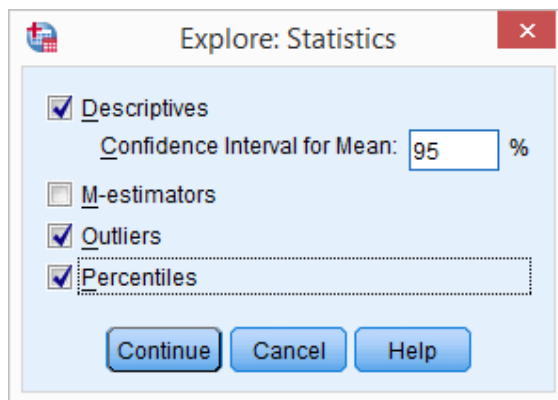 Explore: Statistics
Descriptives
Confidence Interval for Mean: 95 %
M-estimators
Outliers
Percentiles
Continue Cancel Help